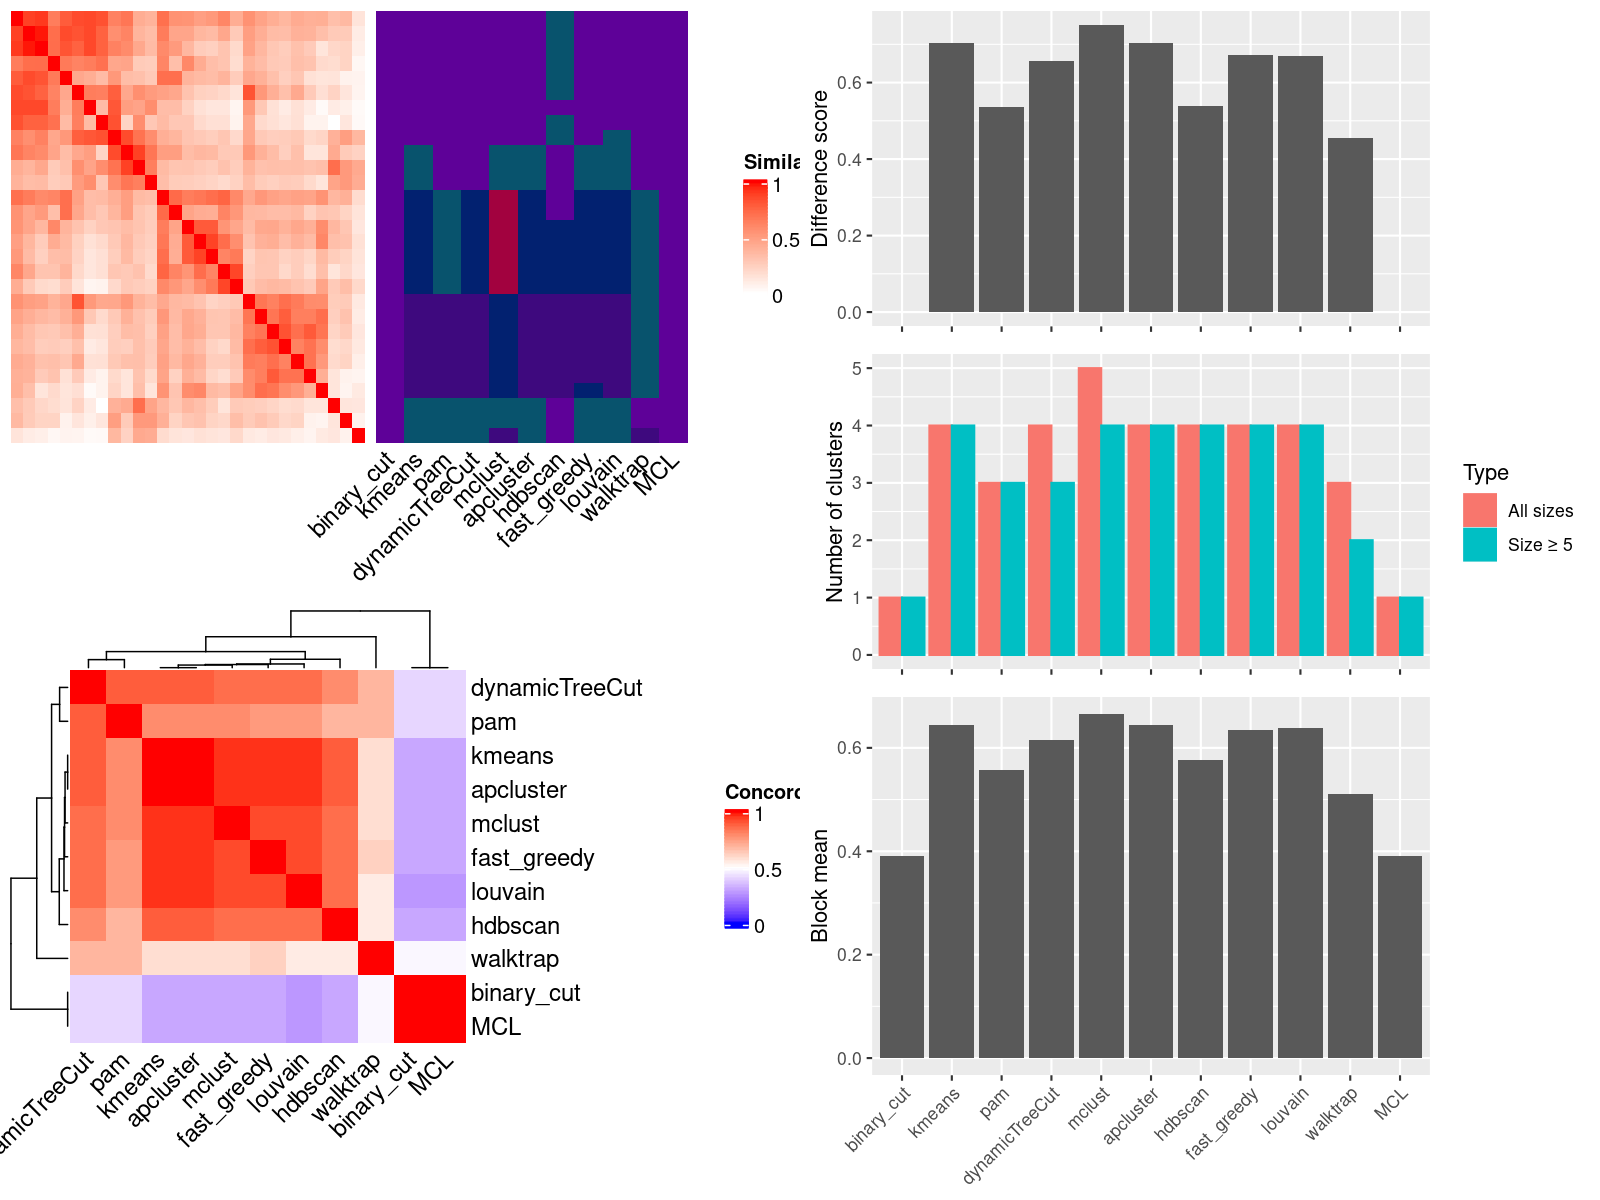 Simila
1
0.5
0
binary_cut
kmeans
pam
dynamicTreeCut
mclust
apcluster
hdbscan
fast_greedy
louvain
walktrap
MCL
dynamicTreeCut
pam
kmeans
apcluster
mclust
fast_greedy
louvain
hdbscan
walktrap
binary_cut
MCL
amicTreeCut
pam
kmeans
apcluster
mclust
fast_greedy
louvain
hdbscan
walktrap
binary_cut
MCL
Concord
1
0.5
0
Difference score
0.6
0.4
0.2
0.0
Number of clusters
5
4
3
2
1
0
Type
All sizes
Size ≥ 5
Block mean
0.6
0.4
0.2
0.0
binary_cut
kmeans
pam
dynamicTreeCut
mclust
apcluster
hdbscan
fast_greedy
louvain
walktrap
MCL